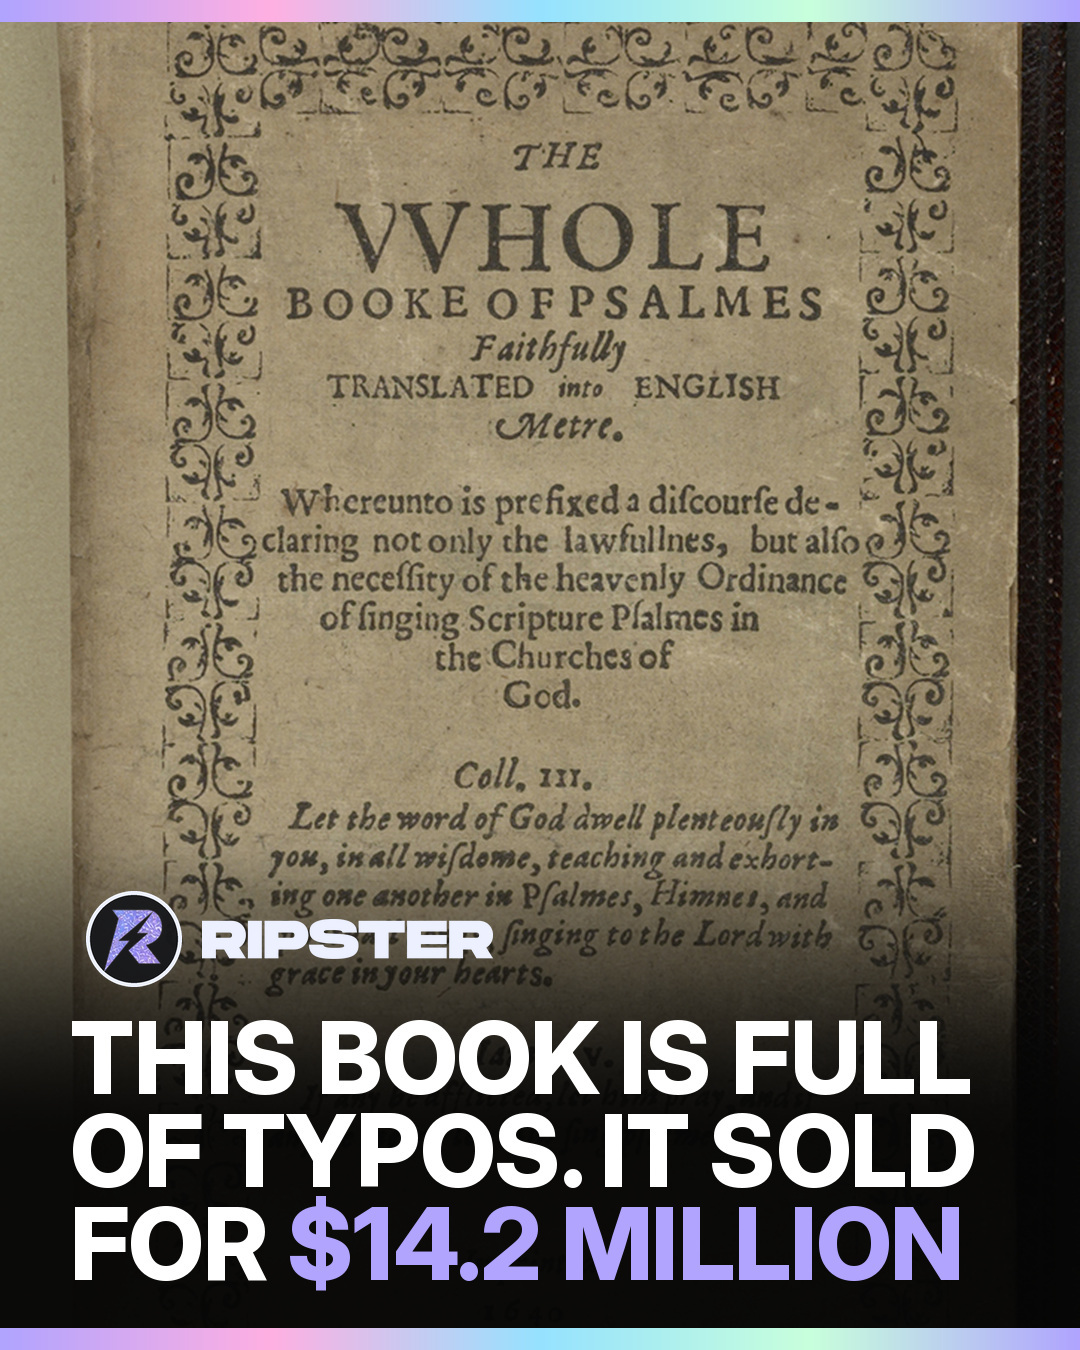 THE
VVHOLE
BOOKE OF PSALMES
Faithfully
TRANSLATED into ENGLISH
Metre.
Whereunto is prefixed a diſcourſe de-
claring not only the lawfullnes, but alſo
the neceſſity of the heavenly Ordinance
of ſinging Scripture Pſalmes in
the Churches of
God.
Coll. III.
Let the word of God dwell plenteouſly in
you, in all wiſdome, teaching and exhort-
ing one another in Pſalmes, Himnes, and
ſinging to the Lord with
RIPSTER
grace in your hearts.
THIS BOOK IS FULL
OF TYPOS. IT SOLD
FOR $14.2 MILLION